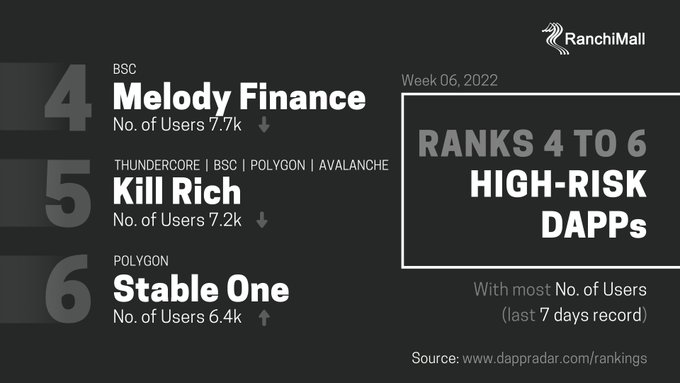 RanchiMall
Week 06, 2022
RANKS 4 TO 6
HIGH-RISK
DAPPs
With most No. of Users
(last 7 days record)
4
BSC
Melody Finance
No. of Users 7.7k
5
THUNDERCORE | BSC | POLYGON | AVALANCHE
Kill Rich
No. of Users 7.2k
6
POLYGON
Stable One
No. of Users 6.4k
Source: www.dappradar.com/rankings